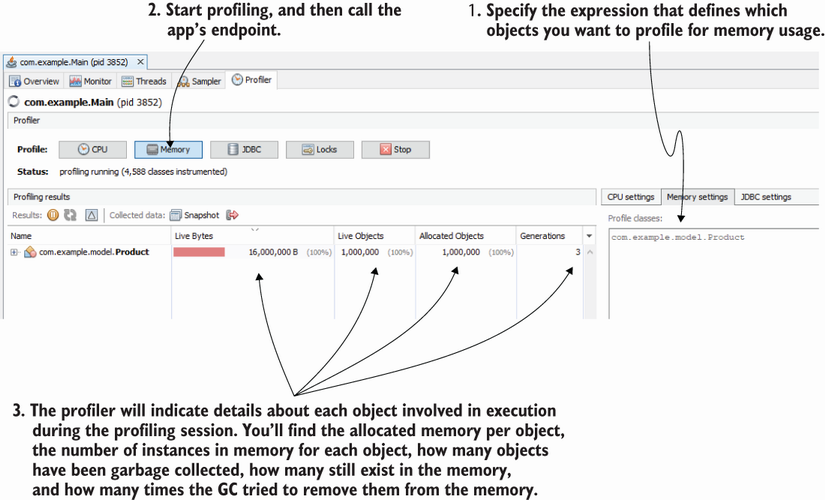 2. Start profiling, and then call the
app's endpoint.
1. Specify the expression that defines which
objects you want to profile for memory usage.
com.example.Main (pid 3852)
Overview Monitor Threads Sampler Profiler
com.example.Main (pid 3852)
Profiler
Profile: CPU Memory JDBC Locks Stop
Status: profiling running (4,588 classes instrumented)
Profiling results
CPU settings Memory settings JDBC settings
Results: Collected data: Snapshot
Profile classes:
Name Live Bytes Live Objects Allocated Objects Generations
com.example.model.Product
com.example.model.Product 16,000,000 B (100%) 1,000,000 (100%) 1,000,000 (100%) 3
3. The profiler will indicate details about each object involved in execution
during the profiling session. You'll find the allocated memory per object,
the number of instances in memory for each object, how many objects
have been garbage collected, how many still exist in the memory,
and how many times the GC tried to remove them from the memory.